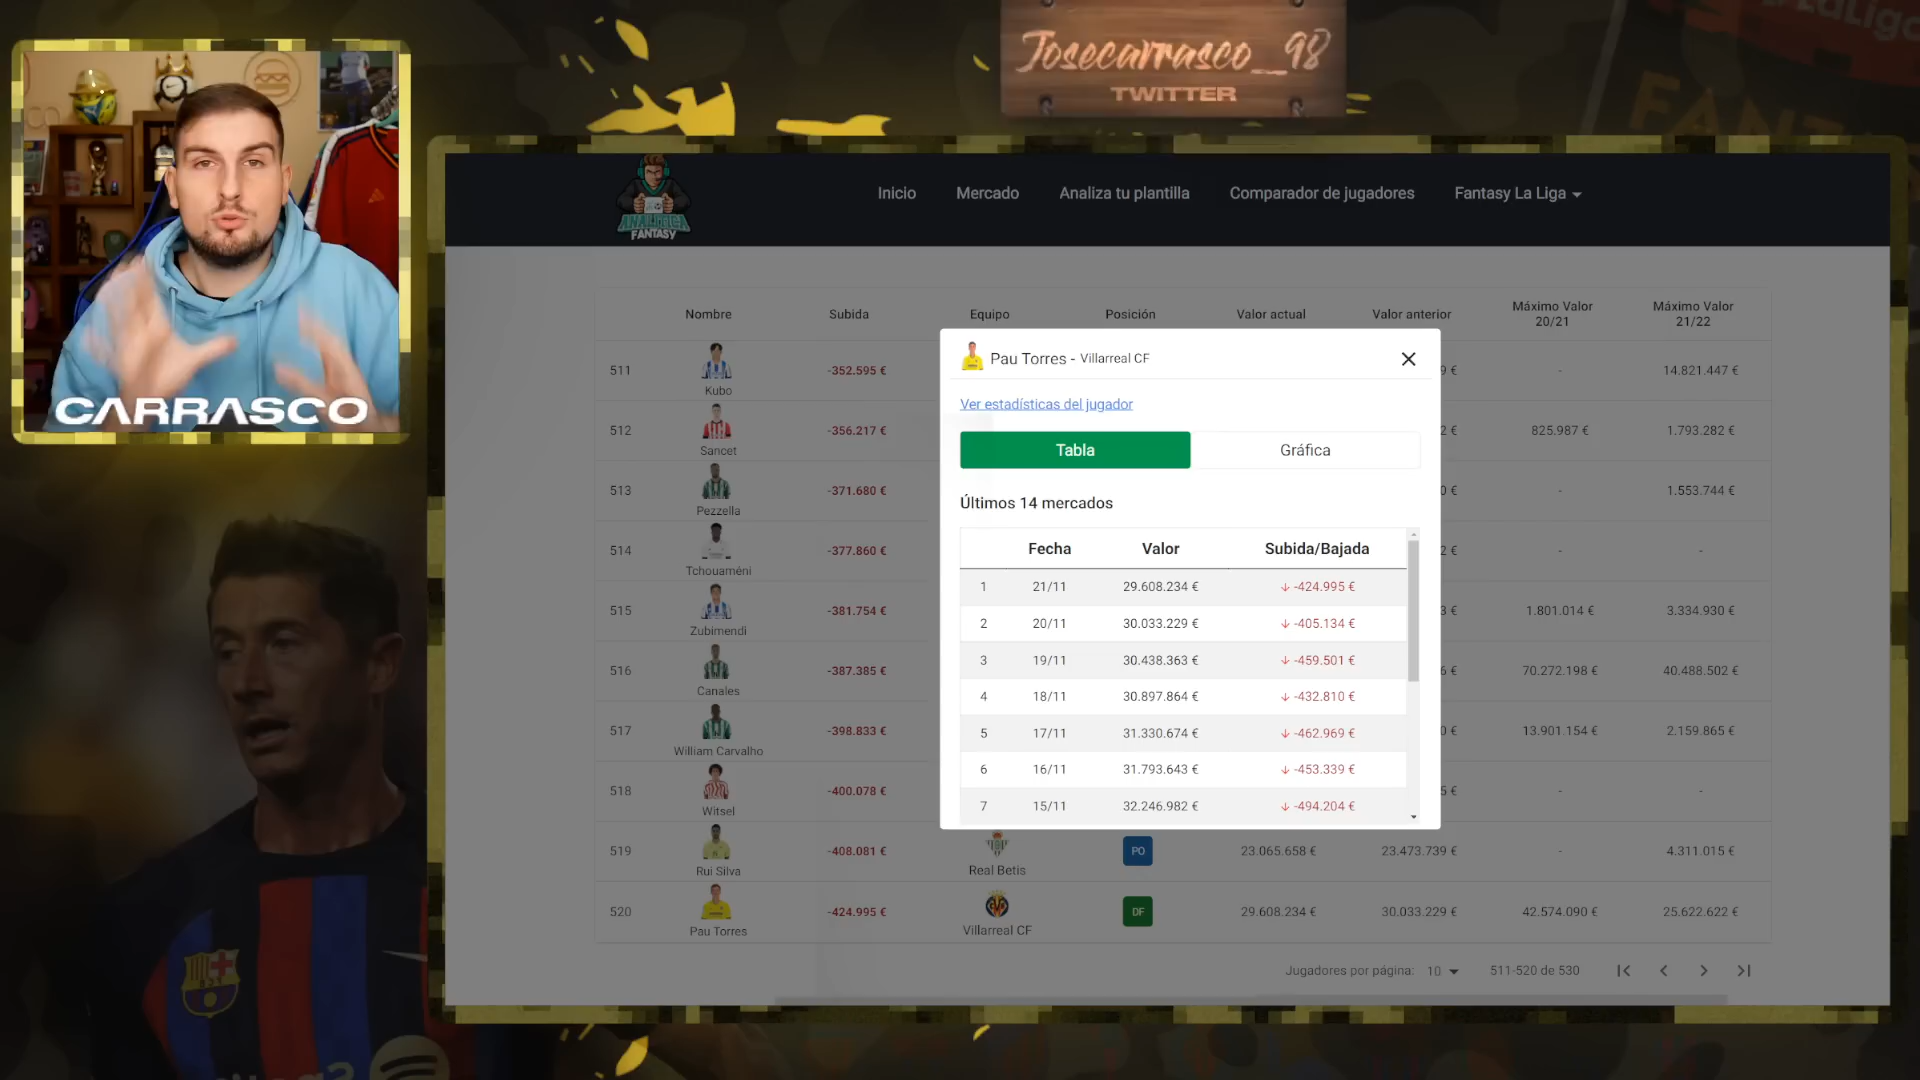 Josecarrasco_98
TWITTER
CARRASCO
ANALITICA
FANTASY
Inicio
Mercado
Analiza tu plantilla
Comparador de jugadores
Fantasy La Liga
Nombre
Subida
Equipo
Posición
Valor actual
Valor anterior
Máximo Valor
20/21
Máximo Valor
21/22
511
Kubo
-352.595 €
9 €
-
14.821.447 €
512
Sancet
-356.217 €
2 €
825.987 €
1.793.282 €
513
Pezzella
-371.680 €
0 €
-
1.553.744 €
514
Tchouaméni
-377.860 €
2 €
-
-
515
Zubimendi
-381.754 €
3 €
1.801.014 €
3.334.930 €
516
Canales
-387.385 €
6 €
70.272.198 €
40.488.502 €
517
William Carvalho
-398.833 €
0 €
13.901.154 €
2.159.865 €
518
Witsel
-400.078 €
5 €
-
-
519
Rui Silva
-408.081 €
Real Betis
PO
23.065.658 €
23.473.739 €
-
4.311.015 €
520
Pau Torres
-424.995 €
Villarreal CF
DF
29.608.234 €
30.033.229 €
42.574.090 €
25.622.622 €
Jugadores por página: 10
511-520 de 530
Pau Torres - Villarreal CF
Ver estadísticas del jugador
Tabla
Gráfica
Últimos 14 mercados
Fecha Valor Subida/Bajada
1 21/11 29.608.234 € ↓ -424.995 €
2 20/11 30.033.229 € ↓ -405.134 €
3 19/11 30.438.363 € ↓ -459.501 €
4 18/11 30.897.864 € ↓ -432.810 €
5 17/11 31.330.674 € ↓ -462.969 €
6 16/11 31.793.643 € ↓ -453.339 €
7 15/11 32.246.982 € ↓ -494.204 €